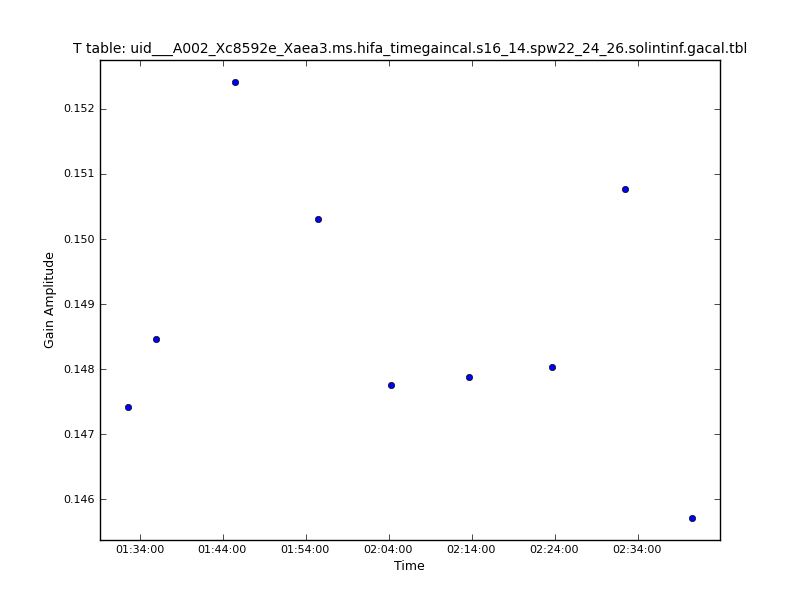 T table: uid___A002_Xc8592e_Xaea3.ms.hifa_timegaincal.s16_14.spw22_24_26.solintinf.gacal.tbl
0.152
0.151
0.150
0.149
0.148
0.147
0.146
Gain Amplitude
01:34:00 01:44:00 01:54:00 02:04:00 02:14:00 02:24:00 02:34:00
Time